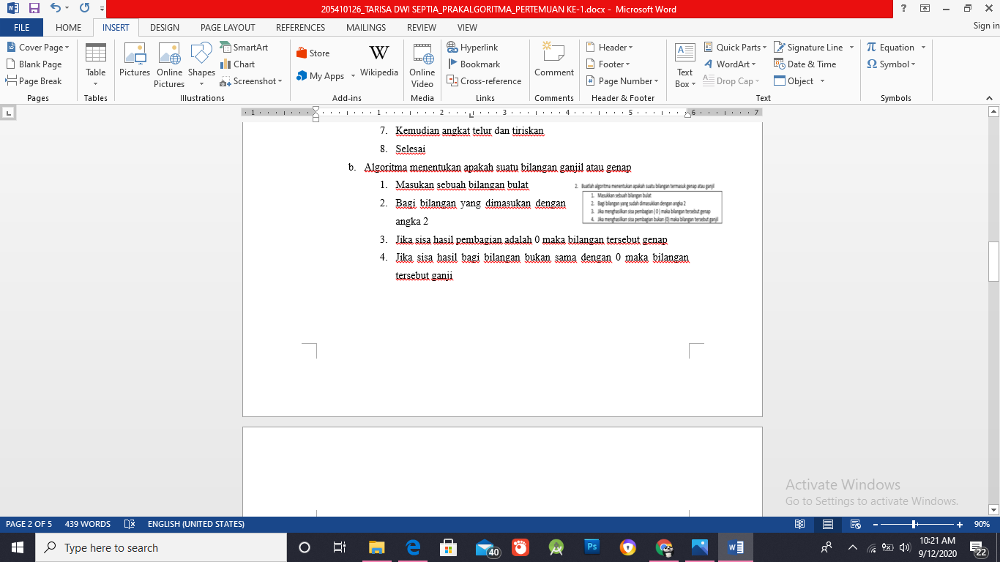 205410126_TARISA DWI SEPTIA_PRAKALGORITMA_PERTEMUAN KE-1.docx - Microsoft Word
FILE HOME INSERT DESIGN PAGE LAYOUT REFERENCES MAILINGS REVIEW VIEW Sign in
Cover Page
Blank Page
Page Break
Pages
Table
Tables
Pictures
Online Pictures
Shapes
SmartArt
Chart
Screenshot
Illustrations
Store
My Apps
W
Wikipedia
Add-ins
Online Video
Media
Hyperlink
Bookmark
Cross-reference
Links
Comment
Comments
Header
Footer
Page Number
Header & Footer
Text Box
Quick Parts
WordArt
Drop Cap
Signature Line
Date & Time
Object
Text
Equation
Symbol
Symbols
1 1 2 3 4 5 6 7
7. Kemudian angkat telur dan tiriskan
8. Selesai
b. Algoritma menentukan apakah suatu bilangan ganjil atau genap
1. Masukan sebuah bilangan bulat
2. Bagi bilangan yang dimasukan dengan
angka 2
3. Jika sisa hasil pembagian adalah 0 maka bilangan tersebut genap
4. Jika sisa hasil bagi bilangan bukan sama dengan 0 maka bilangan
tersebut ganji
2. Buatlah algoritma menentukan apakah suatu bilangan termasuk genap atau ganjil
1. Masukkan sebuah bilangan bulat
2. Bagi bilangan yang sudah dimasukkan dengan angka 2
3. Jika menghasilkan sisa pembagian ( 0 ) maka bilangan tersebut genap
4. Jika menghasilkan sisa pembagian bukan (0) maka bilangan tersebut ganjil
Activate Windows
Go to Settings to activate Windows.
PAGE 2 OF 5 439 WORDS ENGLISH (UNITED STATES) 90%
Type here to search
40
Ps
10:21 AM
9/12/2020
22